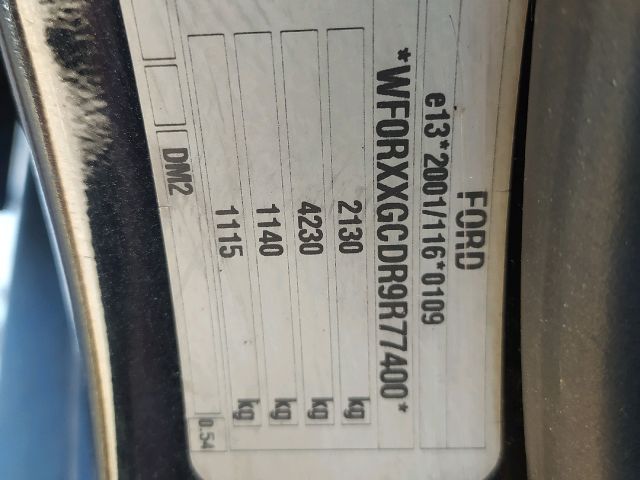 FORD
e13*2001/116*0109
*WF0RXXGCDR9R77400*
2130 kg
4230 kg
1140 kg
1115 kg
0.54
DM2